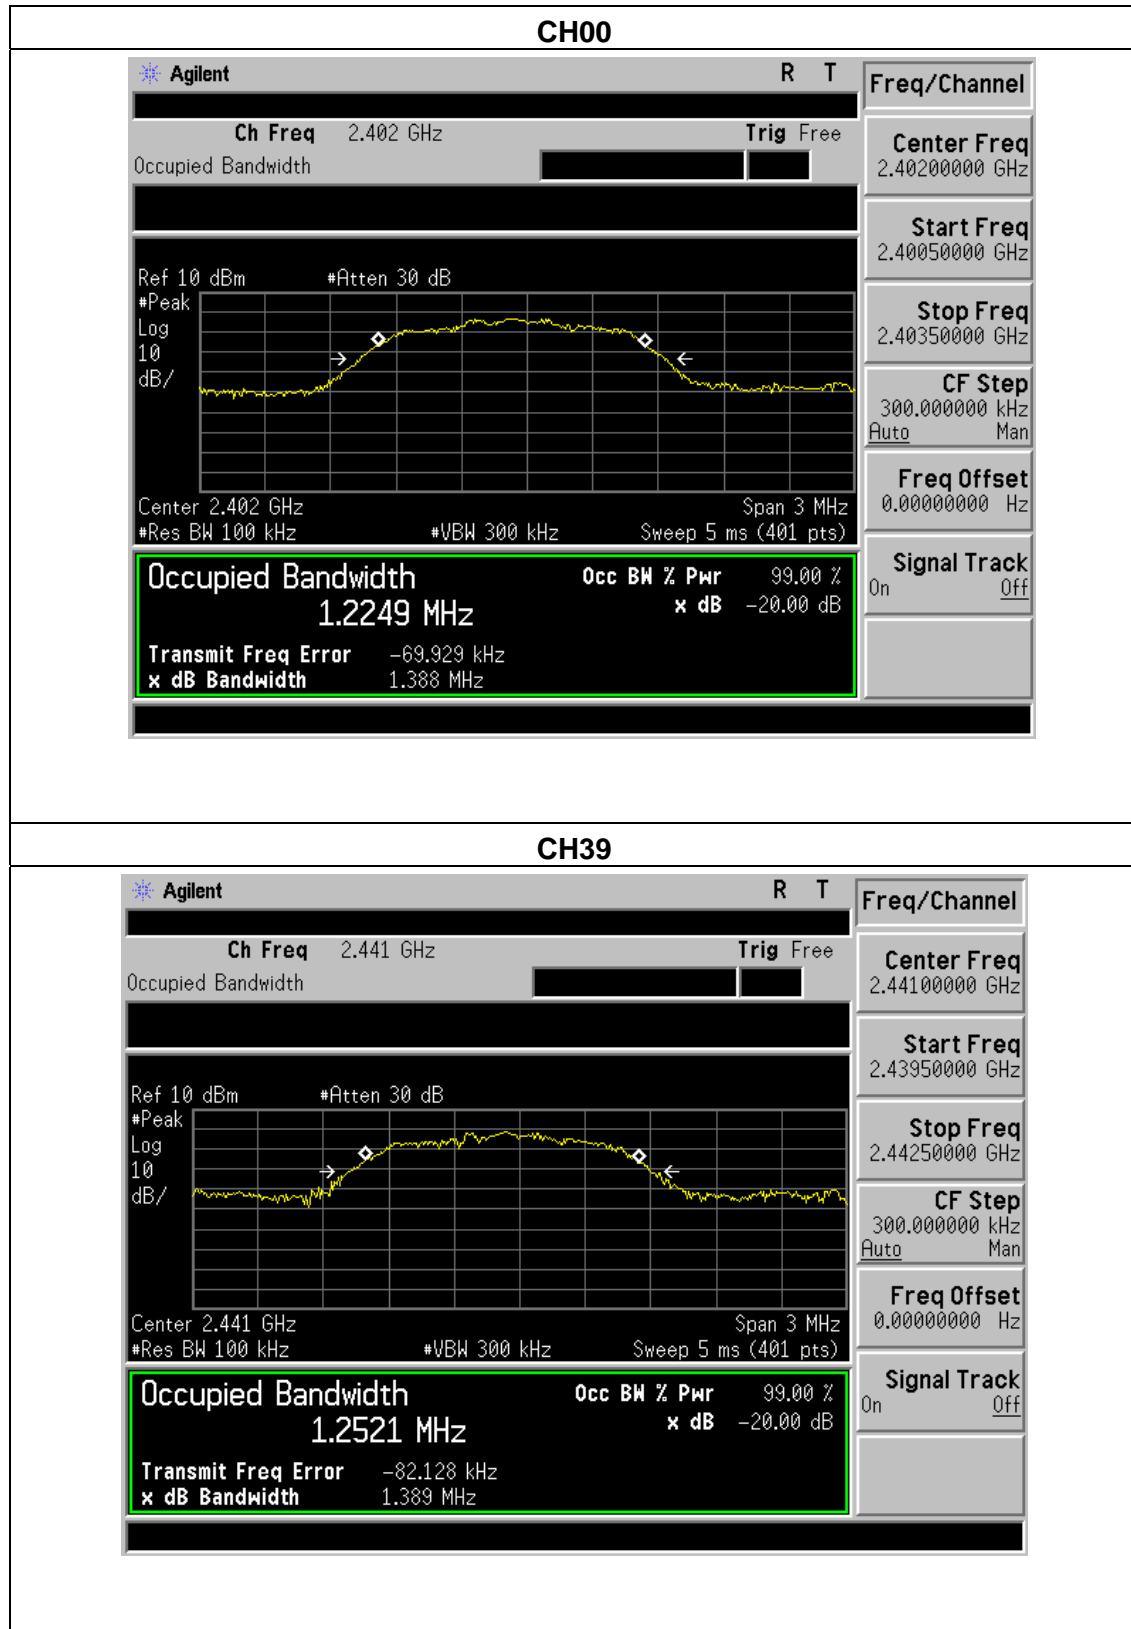 CH00
Agilent R T
Freq/Channel
Ch Freq 2.402 GHz Trig Free
Occupied Bandwidth
Center Freq
2.40200000 GHz
Start Freq
2.40050000 GHz
Stop Freq
2.40350000 GHz
CF Step
300.000000 kHz
Auto Man
Freq Offset
0.00000000 Hz
Signal Track
On Off
Ref 10 dBm #Atten 30 dB
#Peak
Log
10
dB/
Center 2.402 GHz Span 3 MHz
#Res BW 100 kHz #VBW 300 kHz Sweep 5 ms (401 pts)
Occupied Bandwidth Occ BW % Pwr 99.00 %
1.2249 MHz x dB -20.00 dB
Transmit Freq Error -69.929 kHz
x dB Bandwidth 1.388 MHz
CH39
Agilent R T
Freq/Channel
Ch Freq 2.441 GHz Trig Free
Occupied Bandwidth
Center Freq
2.44100000 GHz
Start Freq
2.43950000 GHz
Stop Freq
2.44250000 GHz
CF Step
300.000000 kHz
Auto Man
Freq Offset
0.00000000 Hz
Signal Track
On Off
Ref 10 dBm #Atten 30 dB
#Peak
Log
10
dB/
Center 2.441 GHz Span 3 MHz
#Res BW 100 kHz #VBW 300 kHz Sweep 5 ms (401 pts)
Occupied Bandwidth Occ BW % Pwr 99.00 %
1.2521 MHz x dB -20.00 dB
Transmit Freq Error -82.128 kHz
x dB Bandwidth 1.389 MHz